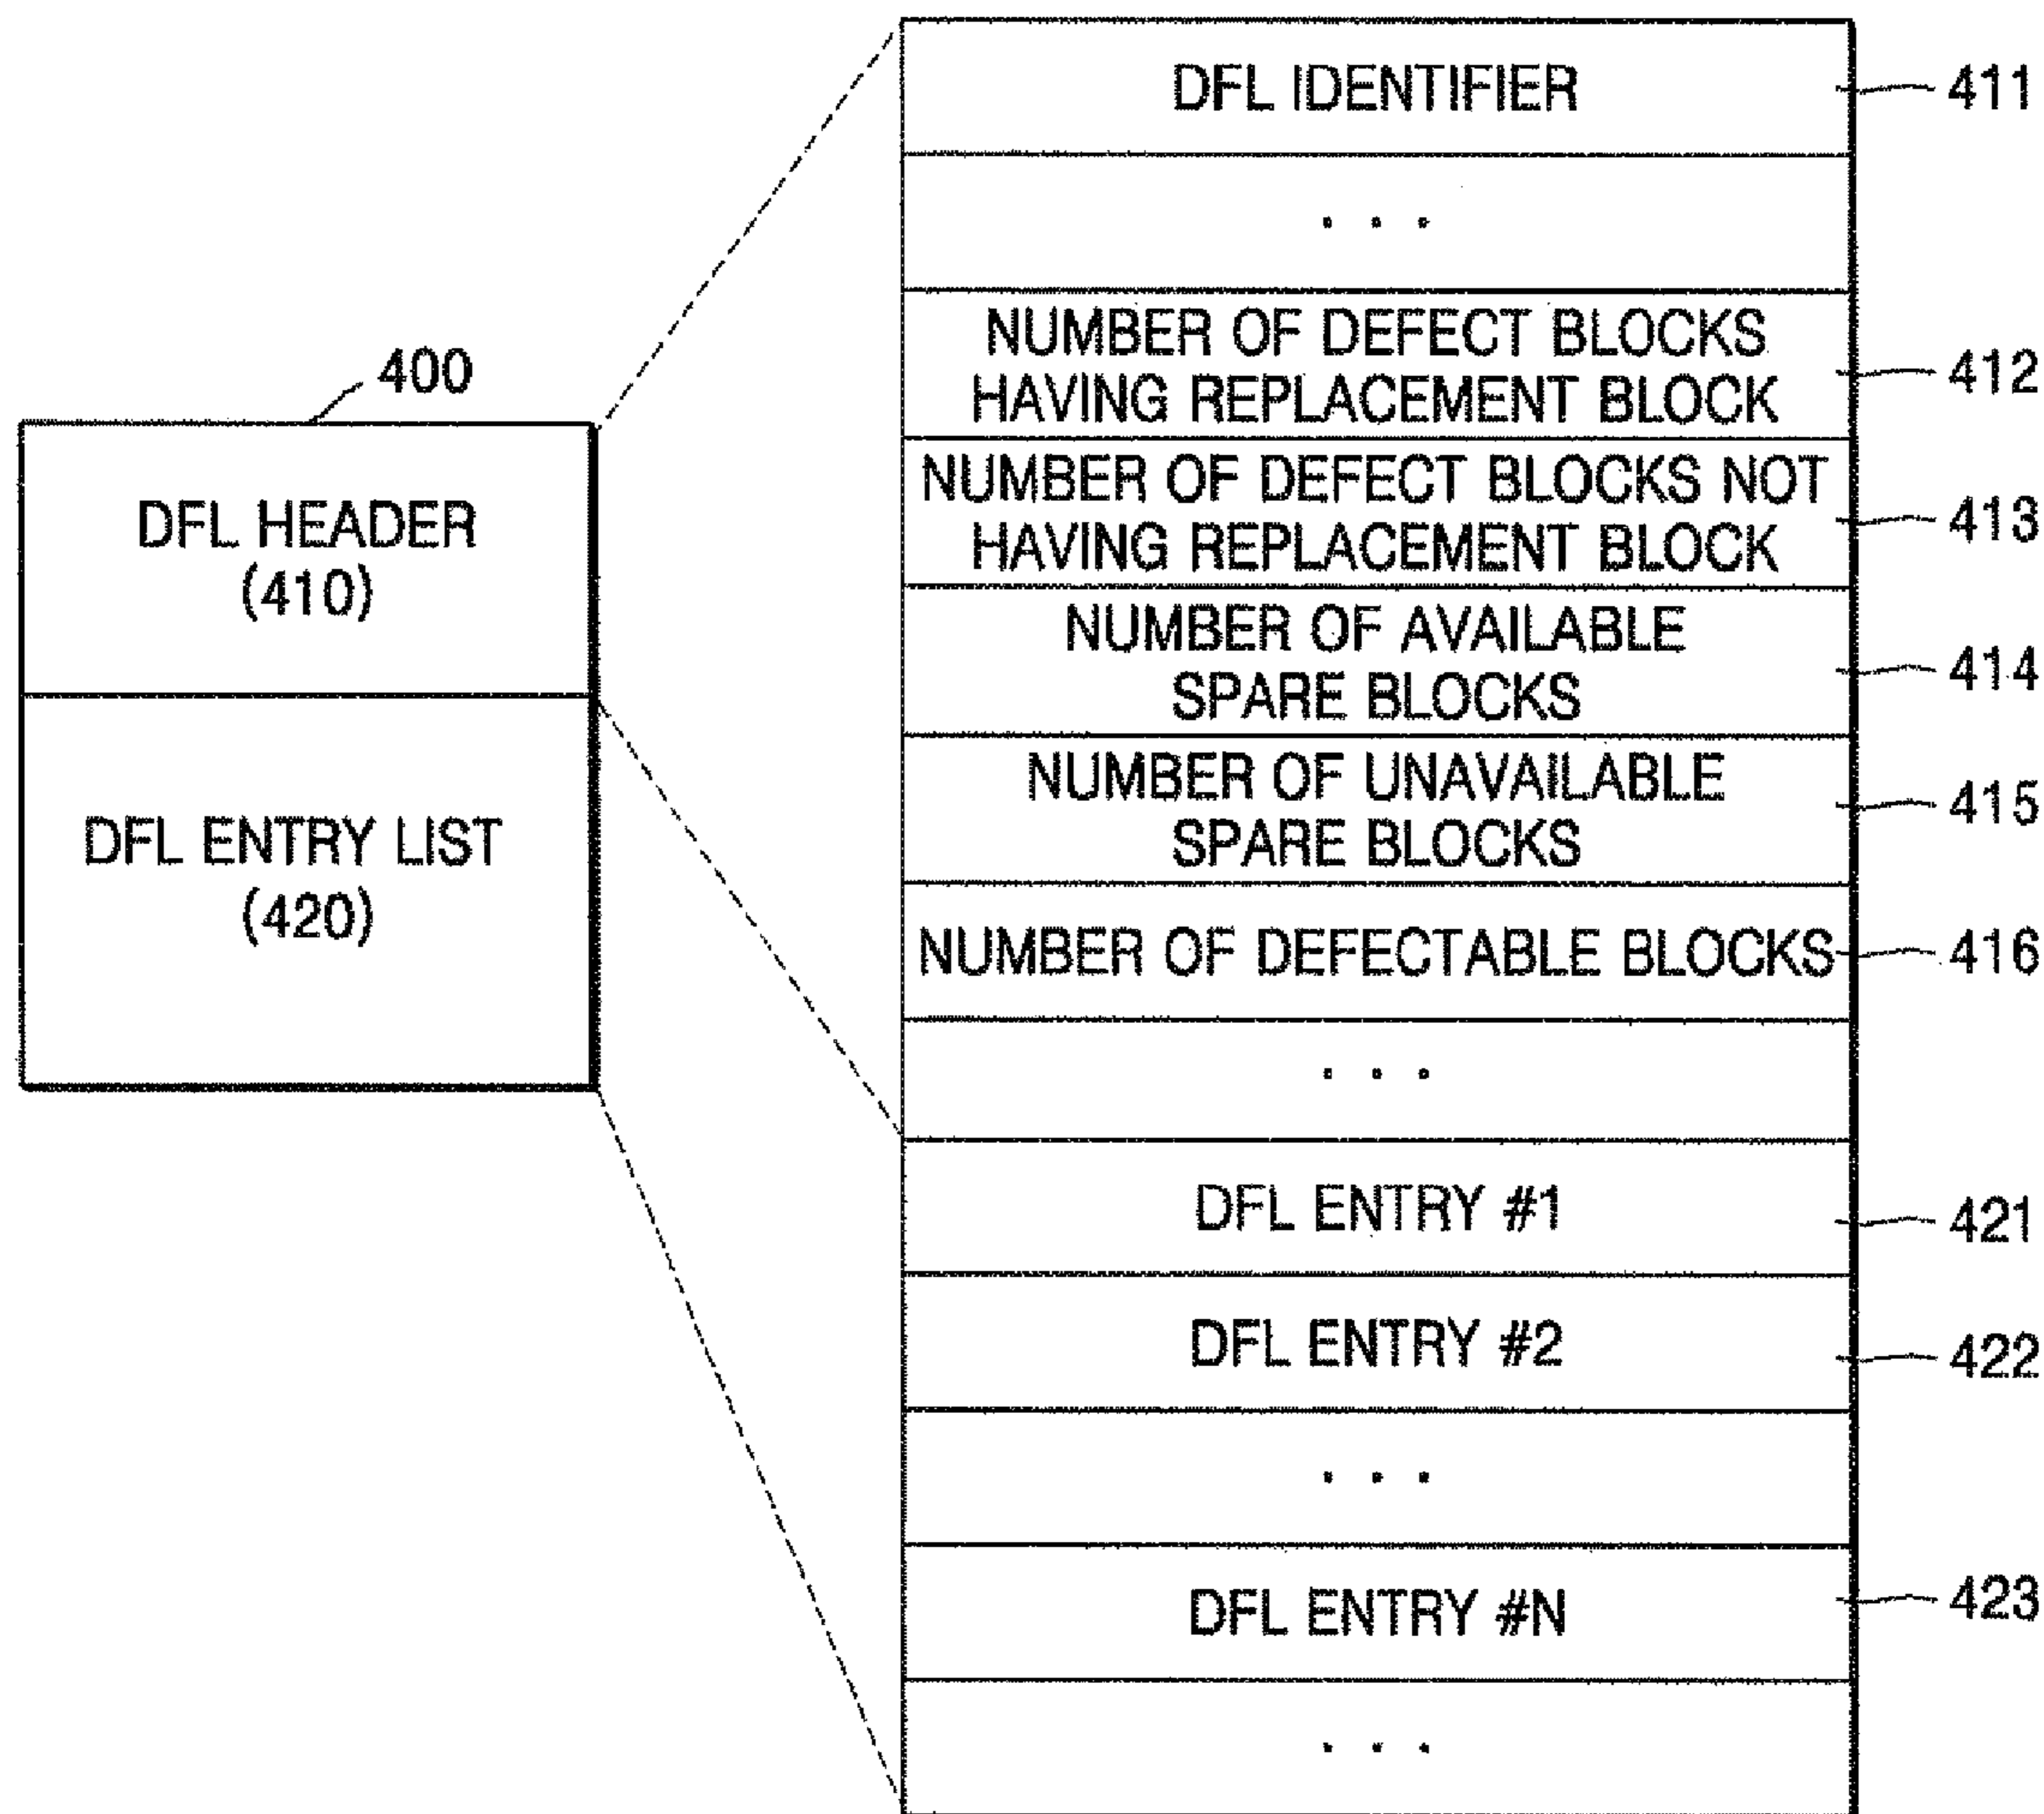 400
DFL HEADER
(410)
DFL ENTRY LIST
(420)
DFL IDENTIFIER
411
. . .
NUMBER OF DEFECT BLOCKS
HAVING REPLACEMENT BLOCK
412
NUMBER OF DEFECT BLOCKS NOT
HAVING REPLACEMENT BLOCK
413
NUMBER OF AVAILABLE
SPARE BLOCKS
414
NUMBER OF UNAVAILABLE
SPARE BLOCKS
415
NUMBER OF DEFECTABLE BLOCKS
416
. . .
DFL ENTRY #1
421
DFL ENTRY #2
422
. . .
DFL ENTRY #N
423
. . .